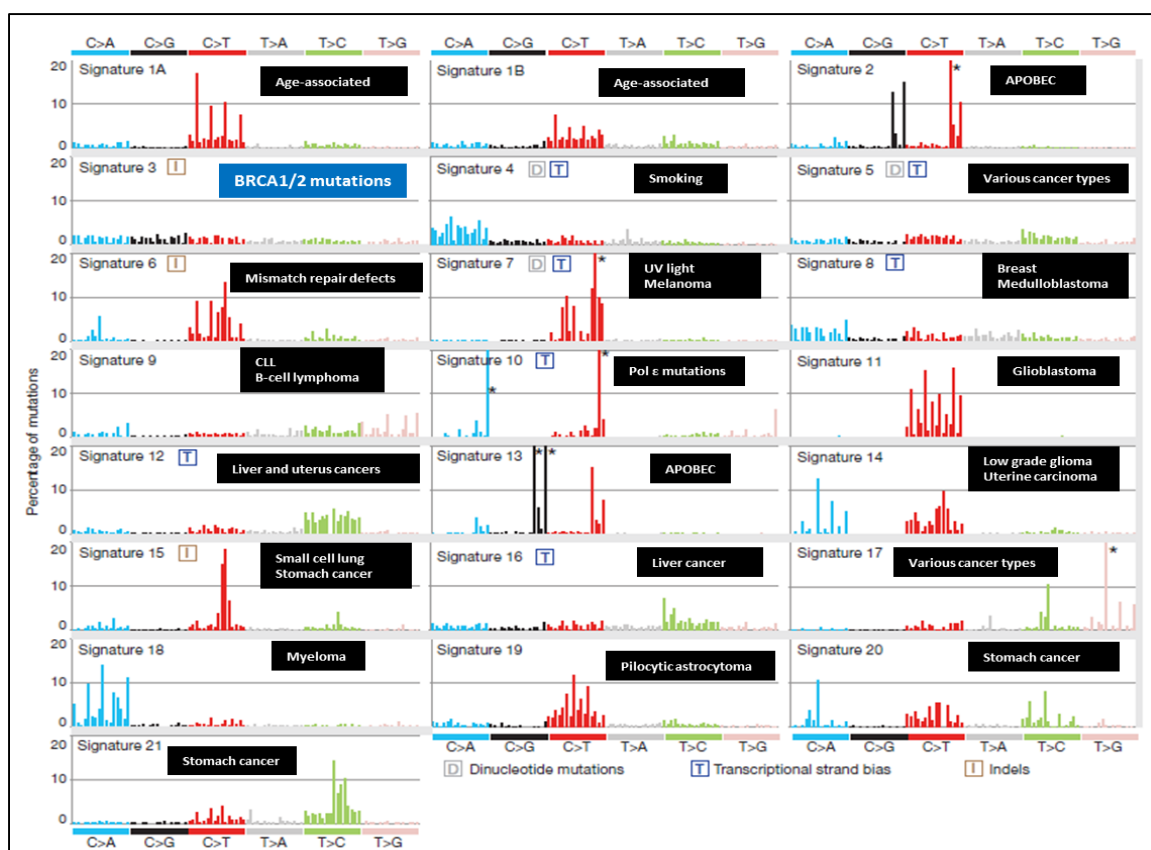 C>A C>G C>T T>A T>C T>G C>A C>G C>T T>A T>C T>G C>A C>G C>T T>A T>C T>G
Percentage of mutations
20
10
0
Signature 1A
Age-associated
Signature 1B
Age-associated
Signature 2
*
APOBEC
20
10
0
Signature 3 I
BRCA1/2 mutations
Signature 4 D T
Smoking
Signature 5 D T
Various cancer types
20
10
0
Signature 6 I
Mismatch repair defects
Signature 7 D T
*
UV light
Melanoma
Signature 8 T
Breast
Medulloblastoma
20
10
0
Signature 9
CLL
B-cell lymphoma
Signature 10 T
*
*
Pol ε mutations
Signature 11
Glioblastoma
20
10
0
Signature 12 T
Liver and uterus cancers
Signature 13
* *
APOBEC
Signature 14
Low grade glioma
Uterine carcinoma
20
10
0
Signature 15 I
Small cell lung
Stomach cancer
Signature 16 T
Liver cancer
Signature 17
Various cancer types
*
20
10
0
Signature 18
Myeloma
Signature 19
Pilocytic astrocytoma
Signature 20
Stomach cancer
C>A C>G C>T T>A T>C T>G C>A C>G C>T T>A T>C T>G
20
10
0
Signature 21
Stomach cancer
D Dinucleotide mutations
T Transcriptional strand bias
I Indels
C>A C>G C>T T>A T>C T>G